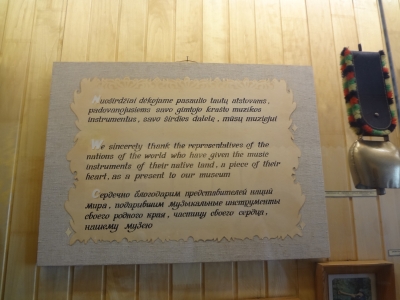 Nuoširdžiai dėkojame pasaulio tautų atstovams,
padovanojusiems savo gimtojo krašto muzikos
instrumentus, savo širdies dalelę, mūsų muziejui
We sincerely thank the representatives of the
nations of the world who have given the music
instruments of their native land, a piece of their
heart, as a present to our museum
Сердечно благодарим представителей наций
мира, подаривших музыкальные инструменты
своего родного края, частицу своего сердца,
нашему музею